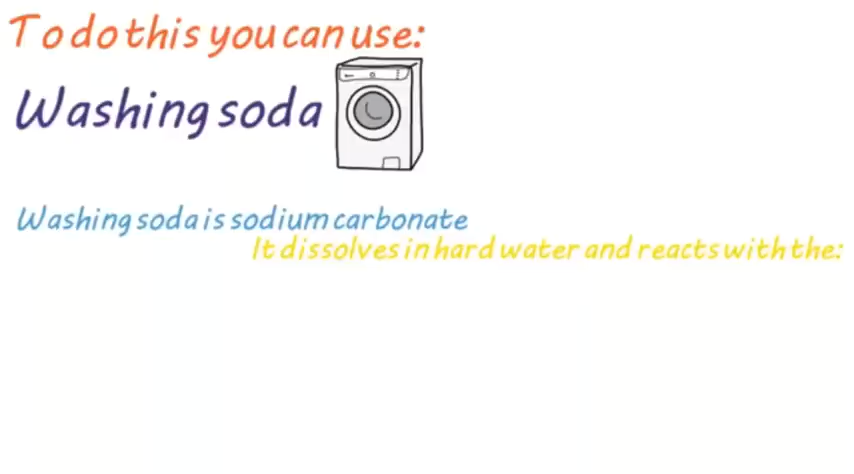 To do this you can use:
Washing soda
Washing soda is sodium carbonate
It dissolves in hard water and reacts with the: